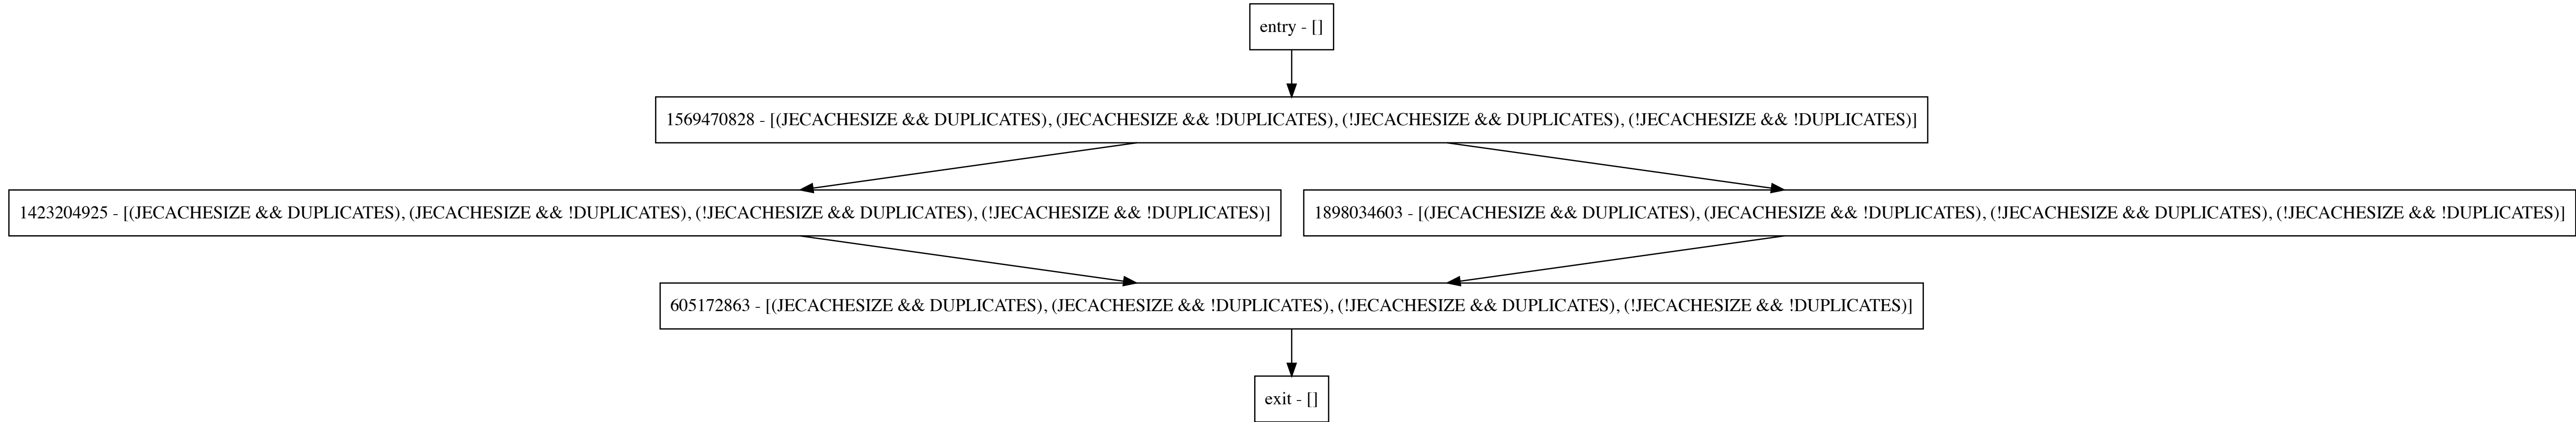 entry - []
1569470828 - [(JECACHESIZE && DUPLICATES), (JECACHESIZE && !DUPLICATES), (!JECACHESIZE && DUPLICATES), (!JECACHESIZE && !DUPLICATES)]
1423204925 - [(JECACHESIZE && DUPLICATES), (JECACHESIZE && !DUPLICATES), (!JECACHESIZE && DUPLICATES), (!JECACHESIZE && !DUPLICATES)]
1898034603 - [(JECACHESIZE && DUPLICATES), (JECACHESIZE && !DUPLICATES), (!JECACHESIZE && DUPLICATES), (!JECACHESIZE && !DUPLICATES)]
605172863 - [(JECACHESIZE && DUPLICATES), (JECACHESIZE && !DUPLICATES), (!JECACHESIZE && DUPLICATES), (!JECACHESIZE && !DUPLICATES)]
exit - []